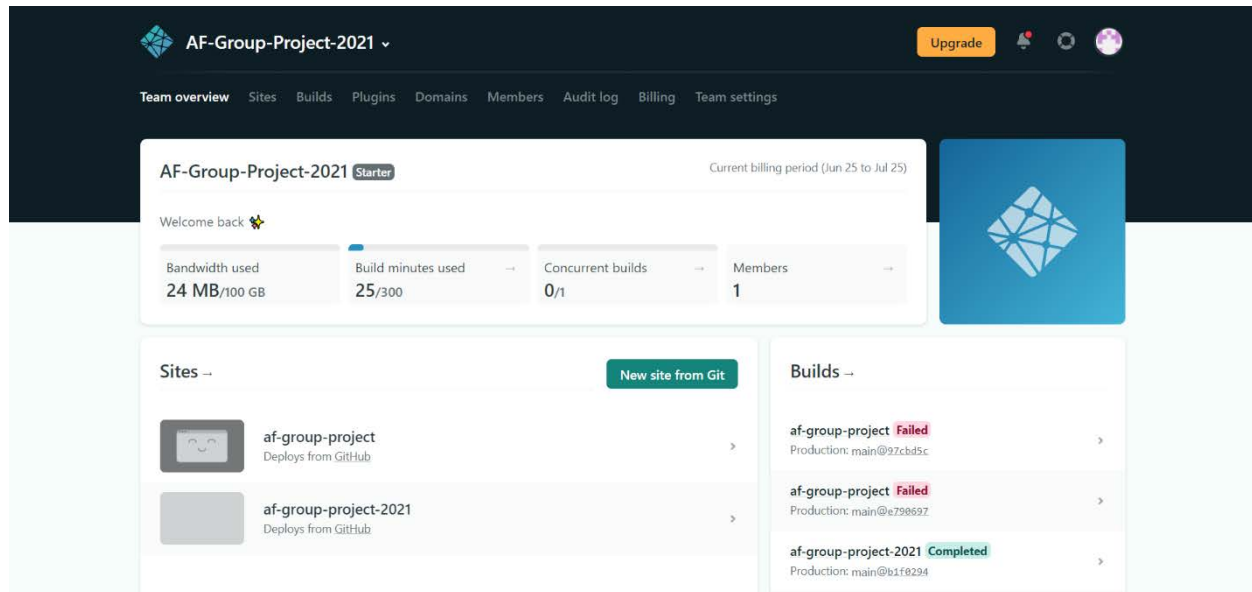 AF-Group-Project-2021
Upgrade
Team overview Sites Builds Plugins Domains Members Audit log Billing Team settings
AF-Group-Project-2021 Starter
Current billing period (Jun 25 to Jul 25)
Welcome back
Bandwidth used
24 MB/100 GB
Build minutes used →
25/300
Concurrent builds →
0/1
Members →
1
Sites →
New site from Git
af-group-project
Deploys from GitHub
af-group-project-2021
Deploys from GitHub
Builds →
af-group-project Failed
Production: main@97cbd5c
af-group-project Failed
Production: main@e790697
af-group-project-2021 Completed
Production: main@b1f0294